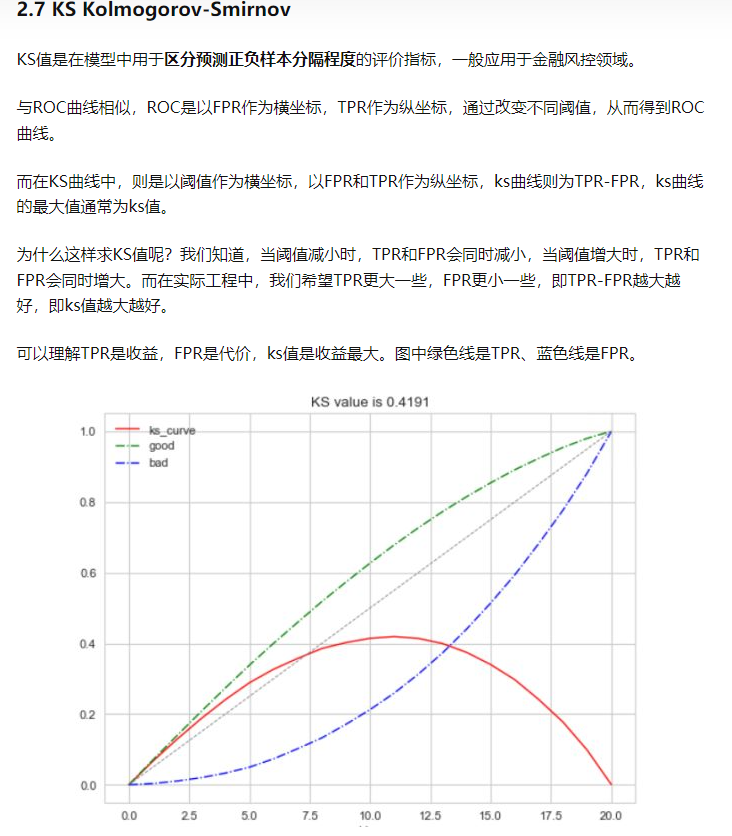 2.7 KS Kolmogorov-Smirnov
KS值是在模型中用于区分预测正负样本分隔程度的评价指标，一般应用于金融风控领域。
与ROC曲线相似，ROC是以FPR作为横坐标，TPR作为纵坐标，通过改变不同阈值，从而得到ROC
曲线。
而在KS曲线中，则是以阈值作为横坐标，以FPR和TPR作为纵坐标，ks曲线则为TPR-FPR，ks曲线
的最大值通常为ks值。
为什么这样求KS值呢？我们知道，当阈值减小时，TPR和FPR会同时减小，当阈值增大时，TPR和
FPR会同时增大。而在实际工程中，我们希望TPR更大一些，FPR更小一些，即TPR-FPR越大越
好，即ks值越大越好。
可以理解TPR是收益，FPR是代价，ks值是收益最大。图中绿色线是TPR、蓝色线是FPR。
KS value is 0.4191
ks_curve
good
bad
1.0
0.8
0.6
0.4
0.2
0.0
0.0 2.5 5.0 7.5 10.0 12.5 15.0 17.5 20.0